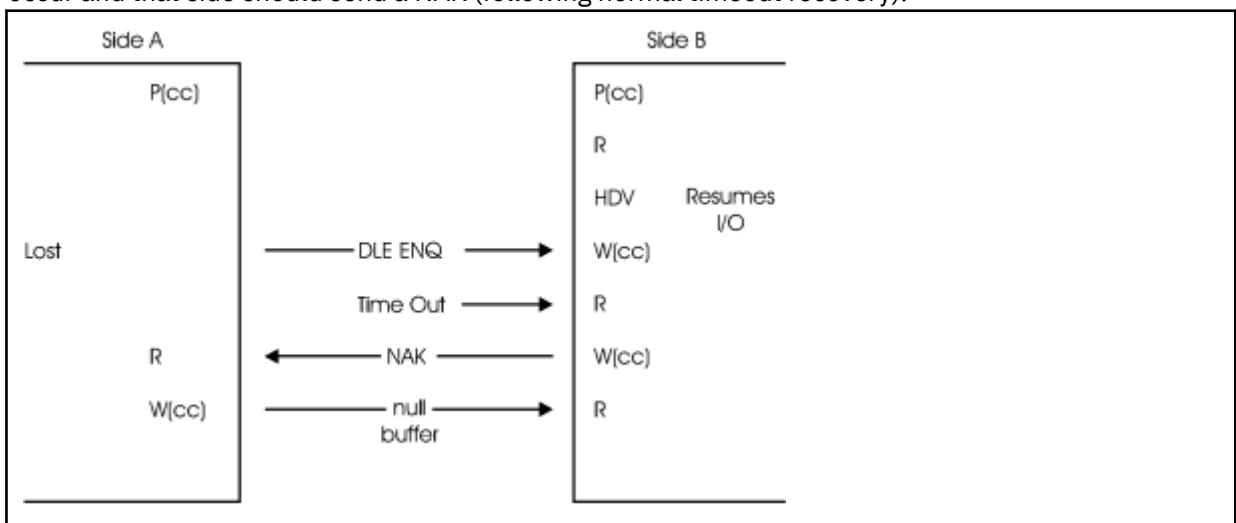 occur and that side should send a NAK (following normal timeout recovery).
Side A Side B
P(cc) P(cc)
R
HDV Resumes
I/O
Lost DLE ENQ W(cc)
Time Out R
R NAK W(cc)
W(cc) null R
buffer